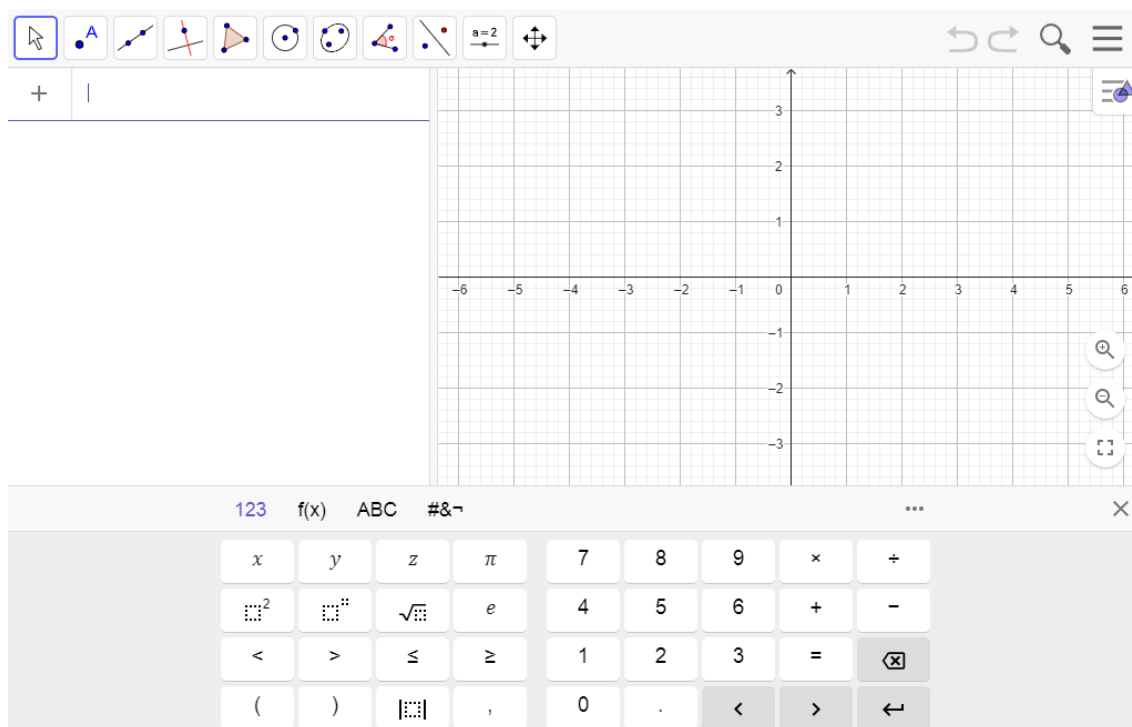 A
a=2
+
3
2
1
−6 −5 −4 −3 −2 −1 0 1 2 3 4 5 6
−1
−2
−3
123 f(x) ABC #&¬
x y z π 7 8 9 × ÷
2 e 4 5 6 + −
< > ≤ ≥ 1 2 3 =
( ) , 0 . < >